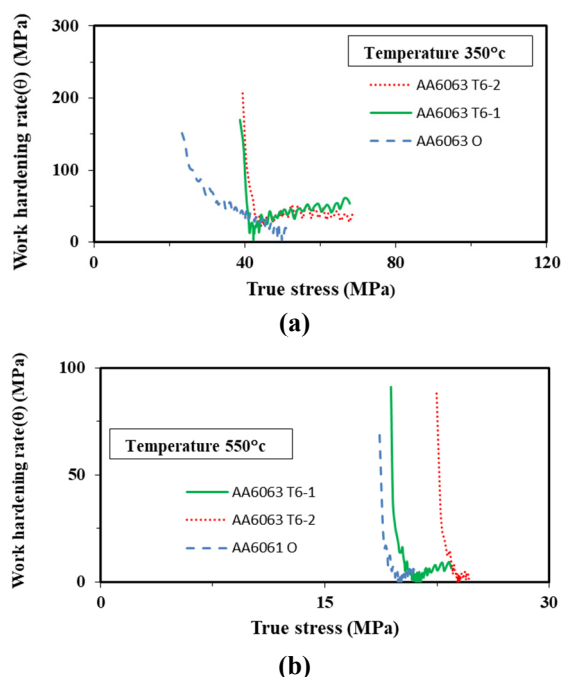 Work hardening rate(θ) (MPa)
300
200
100
0
Temperature 350°c
AA6063 T6-2
AA6063 T6-1
AA6063 O
0 40 80 120
True stress (MPa)
(a)
Work hardening rate(θ) (MPa)
100
50
0
Temperature 550°c
AA6063 T6-1
AA6063 T6-2
AA6061 O
0 15 30
True stress (MPa)
(b)